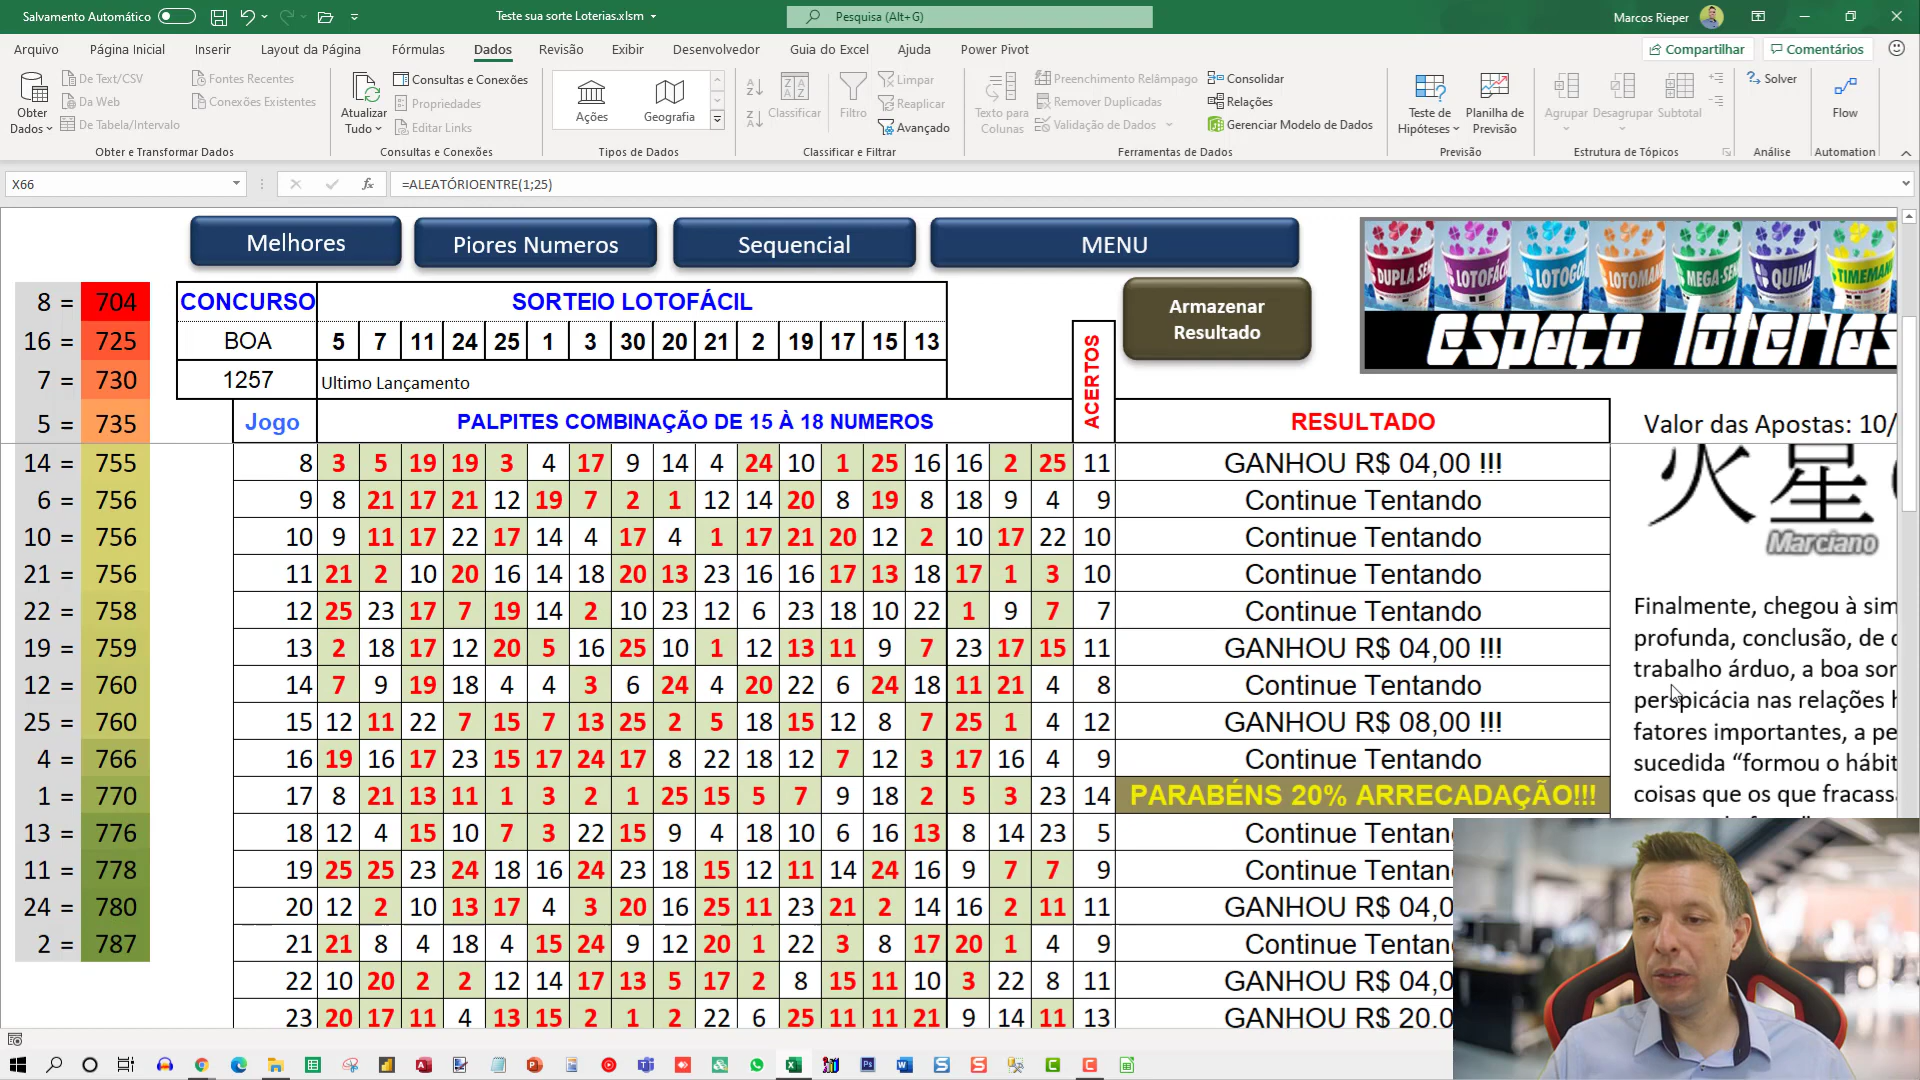 Salvamento Automático
Teste sua sorte Loterias.xlsm
Pesquisa (Alt+G)
Marcos Rieper
Arquivo Página Inicial Inserir Layout da Página Fórmulas Dados Revisão Exibir Desenvolvedor Guia do Excel Ajuda Power Pivot
Compartilhar Comentários
Obter Dados
De Text/CSV
Da Web
De Tabela/Intervalo
Fontes Recentes
Conexões Existentes
Obter e Transformar Dados
Atualizar Tudo
Consultas e Conexões
Propriedades
Editar Links
Consultas e Conexões
Ações
Geografia
Tipos de Dados
Classificar
Filtro
Limpar
Reaplicar
Avançado
Classificar e Filtrar
Texto para Colunas
Preenchimento Relâmpago
Remover Duplicadas
Validação de Dados
Consolidar
Relações
Gerenciar Modelo de Dados
Ferramentas de Dados
Teste de Hipóteses
Planilha de Previsão
Previsão
Agrupar
Desagrupar
Subtotal
Estrutura de Tópicos
Solver
Análise
Flow
Automation
X66
fx
=ALEATÓRIOENTRE(1;25)
Melhores
Piores Numeros
Sequencial
MENU
Armazenar
Resultado
DUPLA SEN LOTOFÁCI LOTOGO LOTOMAN MEGA-SEN QUINA TIMEMAN
espaço loterias
8 = 704
16 = 725
7 = 730
5 = 735
14 = 755
6 = 756
10 = 756
21 = 756
22 = 758
19 = 759
12 = 760
25 = 760
4 = 766
1 = 770
13 = 776
11 = 778
24 = 780
2 = 787
CONCURSO SORTEIO LOTOFÁCIL
BOA 5 7 11 24 25 1 3 30 20 21 2 19 17 15 13
1257 Ultimo Lançamento
ACERTOS
Jogo PALPITES COMBINAÇÃO DE 15 À 18 NUMEROS RESULTADO
8 3 5 19 19 3 4 17 9 14 4 24 10 1 25 16 16 2 25 11 GANHOU R$ 04,00 !!!
9 8 21 17 21 12 19 7 2 1 12 14 20 8 19 8 18 9 4 9 Continue Tentando
10 9 11 17 22 17 14 4 17 4 1 17 21 20 12 2 10 17 22 10 Continue Tentando
11 21 2 10 20 16 14 18 20 13 23 16 16 17 13 18 17 1 3 10 Continue Tentando
12 25 23 17 7 19 14 2 10 23 12 6 23 18 10 22 1 9 7 7 Continue Tentando
13 2 18 17 12 20 5 16 25 10 1 12 13 11 9 7 23 17 15 11 GANHOU R$ 04,00 !!!
14 7 9 19 18 4 4 3 6 24 4 20 22 6 24 18 11 21 4 8 Continue Tentando
15 12 11 22 7 15 7 13 25 2 5 18 15 12 8 7 25 1 4 12 GANHOU R$ 08,00 !!!
16 19 16 17 23 15 17 24 17 8 22 18 12 7 12 3 17 16 4 9 Continue Tentando
17 8 21 13 11 1 3 2 1 25 15 5 7 9 18 2 5 3 23 14 PARABÉNS 20% ARRECADAÇÃO!!!
18 12 4 15 10 7 3 22 15 9 4 18 10 6 16 13 8 14 23 5 Continue Tentan
19 25 25 23 24 18 16 24 23 18 15 12 11 14 24 16 9 7 7 9 Continue Tentan
20 12 2 10 13 17 4 3 20 16 25 11 23 21 2 14 16 2 11 11 GANHOU R$ 04,0
21 21 8 4 18 4 15 24 9 12 20 1 22 3 8 17 20 1 4 9 Continue Tentan
22 10 20 2 2 12 14 17 13 5 17 2 8 15 11 10 3 22 8 11 GANHOU R$ 04,0
23 20 17 11 4 13 15 2 1 2 22 6 25 11 11 21 9 14 11 13 GANHOU R$ 20,0
Valor das Apostas: 10/
火星
Marciano
Finalmente, chegou à sim
profunda, conclusão, de
trabalho árduo, a boa sor
perspicácia nas relações h
fatores importantes, a pe
sucedida “formou o hábit
coisas que os que fracass